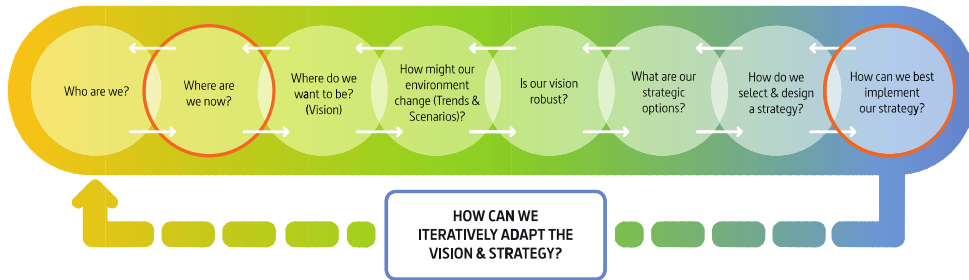 Who are we?
Where are
we now?
Where do we
want to be?
(Vision)
How might our
environment
change (Trends &
Scenarios)?
Is our vision
robust?
What are our
strategic
options?
How do we
select & design
a strategy?
How can we best
implement
our strategy?
HOW CAN WE
ITERATIVELY ADAPT THE
VISION & STRATEGY?